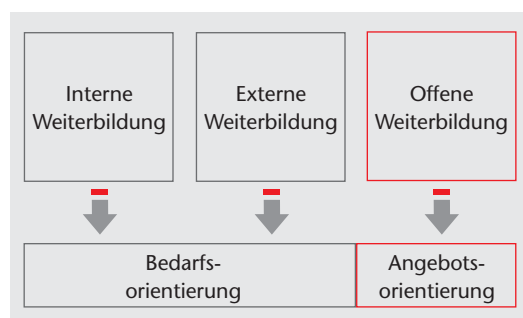 Interne
Weiterbildung
Externe
Weiterbildung
Offene
Weiterbildung
Bedarfs-
orientierung
Angebots-
orientierung